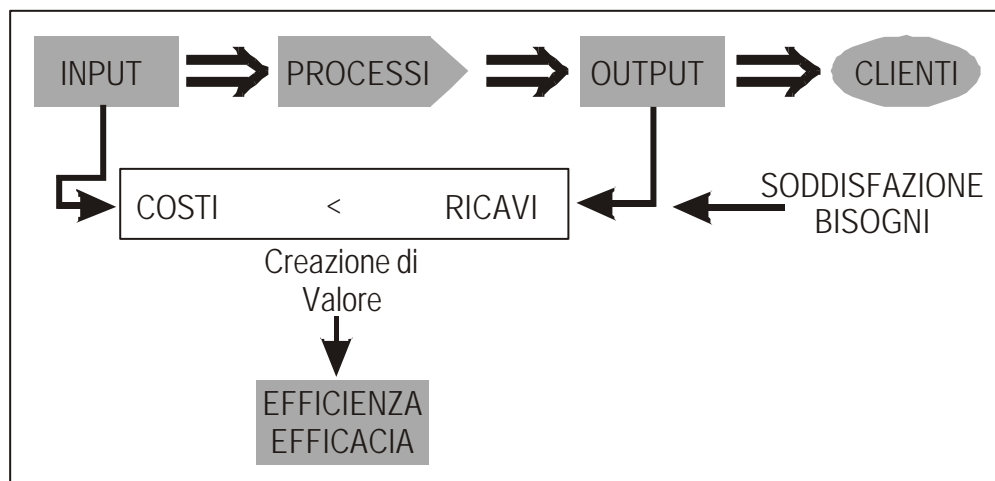 INPUT PROCESSI OUTPUT CLIENTI
COSTI < RICAVI
SODDISFAZIONE
BISOGNI
Creazione di
Valore
EFFICIENZA
EFFICACIA